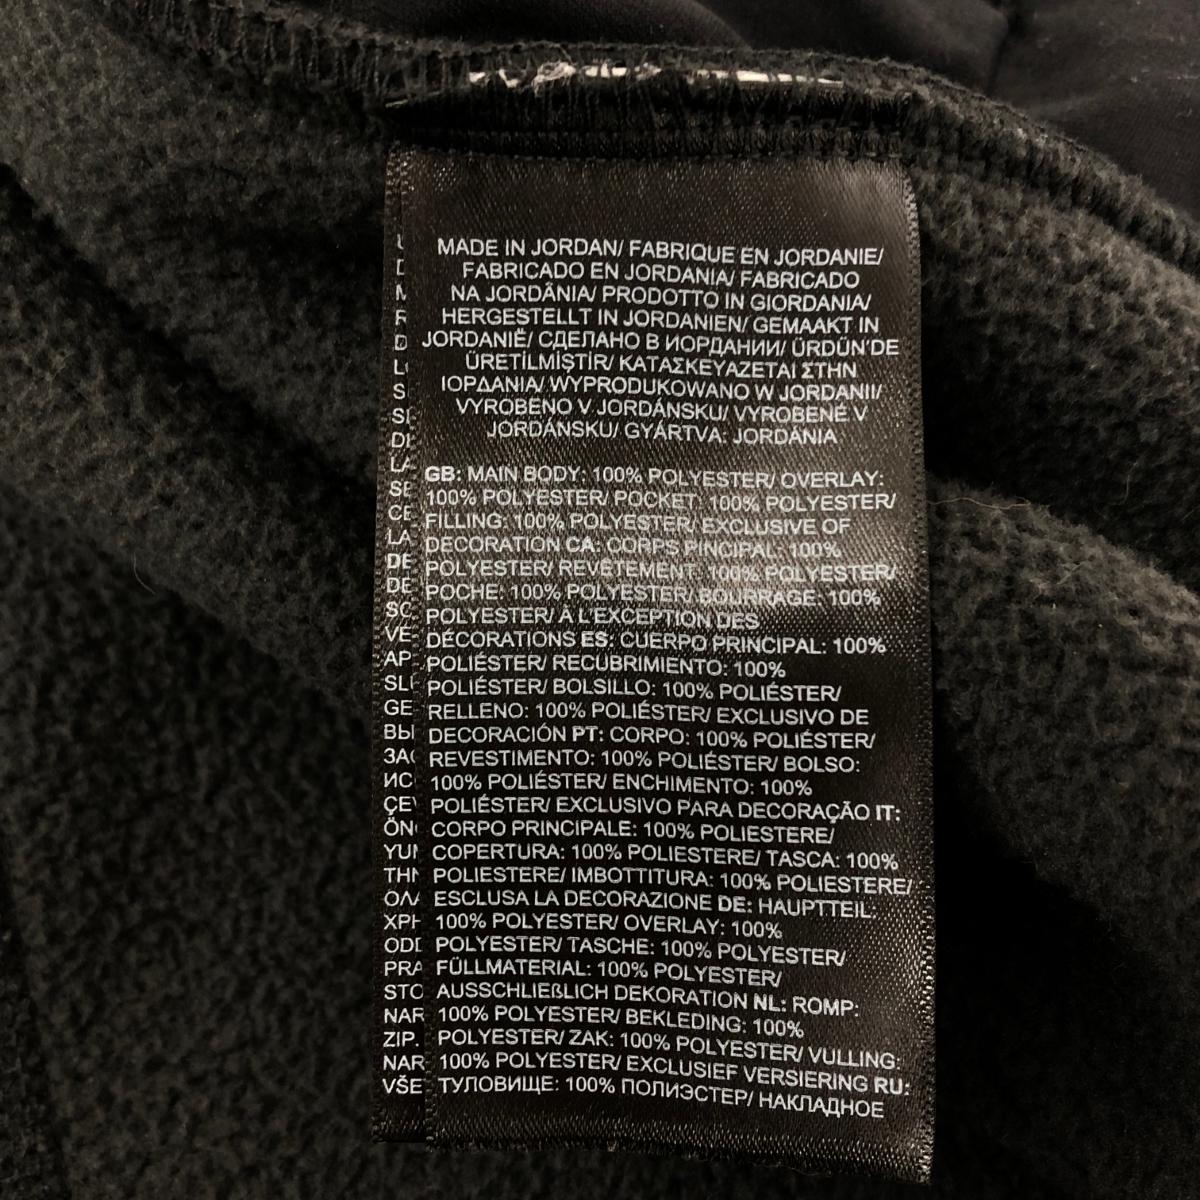 MADE IN JORDAN/ FABRIQUE EN JORDANIE/
FABRICADO EN JORDANIA/ FABRICADO
NA JORDÂNIA/ PRODOTTO IN GIORDANIA/
HERGESTELLT IN JORDANIEN/ GEMAAKT IN
JORDANIË/ СДЕЛАНО В ИОРДАНИИ/ ÜRDÜN'DE
ÜRETİLMİŞTİR/ ΚΑΤΑΣΚΕΥΑΖΕΤΑΙ ΣΤΗΝ
ΙΟΡΔΑΝΙΑ/ WYPRODUKOWANO W JORDANII/
VYROBENO V JORDÁNSKU/ VYROBENÉ V
JORDÁNSKU/ GYÁRTVA: JORDÁNIA
GB: MAIN BODY: 100% POLYESTER/ OVERLAY:
100% POLYESTER/ POCKET: 100% POLYESTER/
FILLING: 100% POLYESTER/ EXCLUSIVE OF
DECORATION CA: CORPS PINCIPAL: 100%
POLYESTER/ REVÊTEMENT: 100% POLYESTER/
POCHE: 100% POLYESTER/ BOURRAGE: 100%
POLYESTER/ À L'EXCEPTION DES
DÉCORATIONS ES: CUERPO PRINCIPAL: 100%
POLIÉSTER/ RECUBRIMIENTO: 100%
POLIÉSTER/ BOLSILLO: 100% POLIÉSTER/
RELLENO: 100% POLIÉSTER/ EXCLUSIVO DE
DECORACIÓN PT: CORPO: 100% POLIÉSTER/
REVESTIMENTO: 100% POLIÉSTER/ BOLSO:
100% POLIÉSTER/ ENCHIMENTO: 100%
POLIÉSTER/ EXCLUSIVO PARA DECORAÇÃO IT:
CORPO PRINCIPALE: 100% POLIESTERE/
COPERTURA: 100% POLIESTERE/ TASCA: 100%
POLIESTERE/ IMBOTTITURA: 100% POLIESTERE/
ESCLUSA LA DECORAZIONE DE: HAUPTTEIL:
100% POLYESTER/ OVERLAY: 100%
POLYESTER/ TASCHE: 100% POLYESTER/
FÜLLMATERIAL: 100% POLYESTER/
AUSSCHLIEßLICH DEKORATION NL: ROMP:
100% POLYESTER/ BEKLEDING: 100%
POLYESTER/ ZAK: 100% POLYESTER/ VULLING:
100% POLYESTER/ EXCLUSIEF VERSIERING RU:
ТУЛОВИЩЕ: 100% ПОЛИЭСТЕР/ НАКЛАДНОЕ